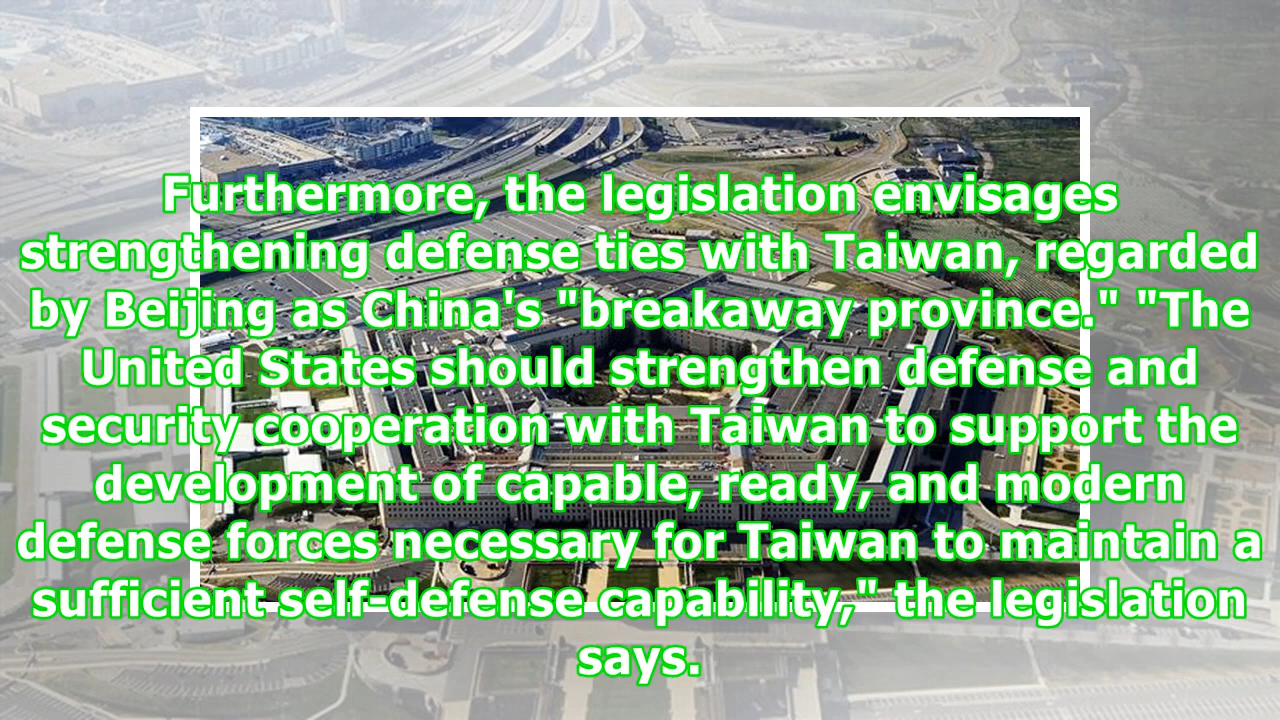 Furthermore, the legislation envisages
strengthening defense ties with Taiwan, regarded
by Beijing as China's "breakaway province." "The
United States should strengthen defense and
security cooperation with Taiwan to support the
development of capable, ready, and modern
defense forces necessary for Taiwan to maintain a
sufficient self-defense capability," the legislation
says.